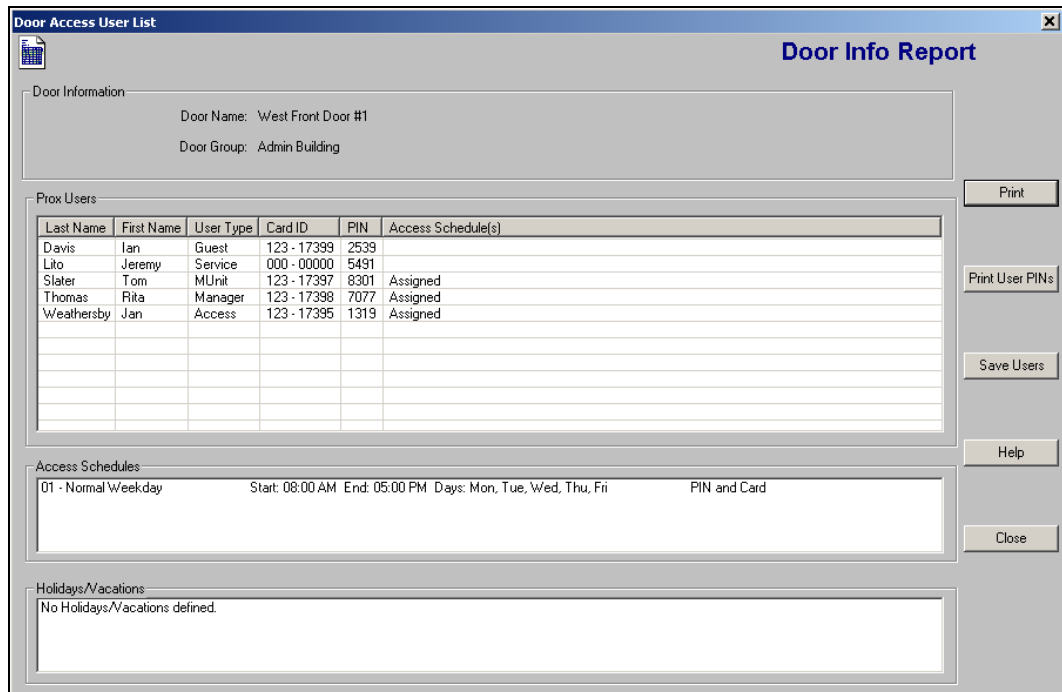 Door Access User List
Door Info Report
Door Information
Door Name: West Front Door #1
Door Group: Admin Building
Prox Users
Last Name First Name User Type Card ID PIN Access Schedule(s)
Davis Ian Guest 123 - 17399 2539
Lito Jeremy Service 000 - 00000 5491
Slater Tom MUnit 123 - 17397 8301 Assigned
Thomas Rita Manager 123 - 17398 7077 Assigned
Weathersby Jan Access 123 - 17395 1319 Assigned
Access Schedules
01 - Normal Weekday Start: 08:00 AM End: 05:00 PM Days: Mon, Tue, Wed, Thu, Fri PIN and Card
Holidays/Vacations
No Holidays/Vacations defined.
Print
Print User PINs
Save Users
Help
Close